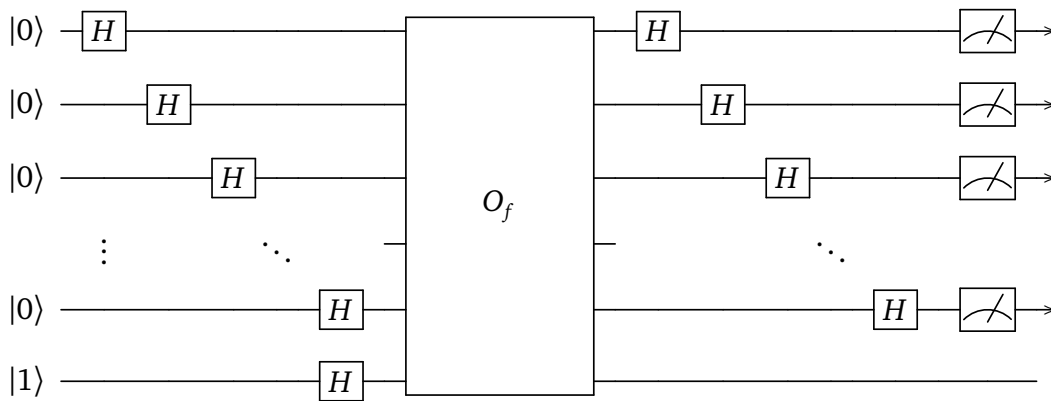 |0⟩ H H
|0⟩ H H
|0⟩ H H
O_f
⋮ ⋱ ⋱
|0⟩ H H
|1⟩ H